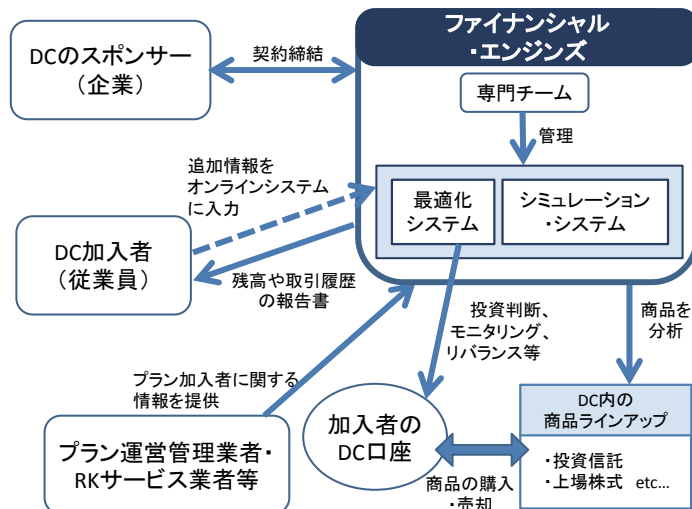 DCのスポンサー
（企業）
契約締結
ファイナンシャル
・エンジンズ
専門チーム
管理
最適化
システム
シミュレーション
・システム
追加情報を
オンラインシステム
に入力
DC加入者
（従業員）
残高や取引履歴
の報告書
投資判断、
モニタリング、
リバランス等
商品を
分析
プラン加入者に関する
情報を提供
プラン運営管理業者・
RKサービス業者等
加入者の
DC口座
商品の購入
・売却
DC内の
商品ラインアップ
・投資信託
・上場株式 etc…